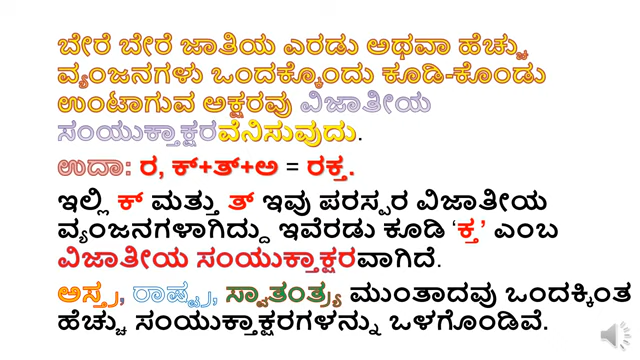 ಬೇರೆ ಬೇರೆ ಜಾತಿಯ ಎರಡು ಅಥವಾ ಹೆಚ್ಚು
ವ್ಯಂಜನಗಳು ಒಂದಕ್ಕೊಂದು ಕೂಡಿ-ಕೊಂಡು
ಉಂಟಾಗುವ ಅಕ್ಷರವು ವಿಜಾತೀಯ
ಸಂಯುಕ್ತಾಕ್ಷರವೆನಿಸುವುದು.
ಉದಾ: ರ, ಕ್+ತ್+ಅ = ರಕ್ತ.
ಇಲ್ಲಿ ಕ್ ಮತ್ತು ತ್ ಇವು ಪರಸ್ಪರ ವಿಜಾತೀಯ
ವ್ಯಂಜನಗಳಾಗಿದ್ದು ಇವೆರಡು ಕೂಡಿ ‘ಕ್ತ’ ಎಂಬ
ವಿಜಾತೀಯ ಸಂಯುಕ್ತಾಕ್ಷರವಾಗಿದೆ.
ಅಸ್ತ್ರ, ರಾಷ್ಟ್ರ, ಸ್ವಾತಂತ್ರ್ಯ ಮುಂತಾದವು ಒಂದಕ್ಕಿಂತ
ಹೆಚ್ಚು ಸಂಯುಕ್ತಾಕ್ಷರಗಳನ್ನು ಒಳಗೊಂಡಿವೆ.